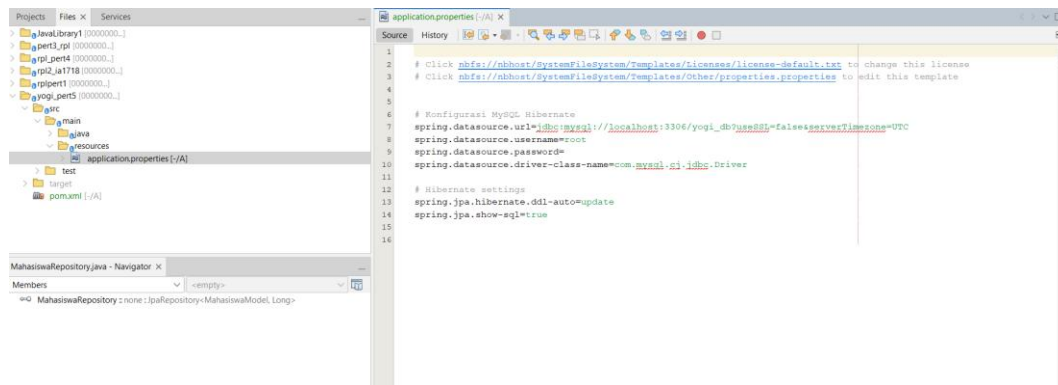 Projects Files × Services
JavaLibrary1 [0000000...]
pert3_rpl [0000000...]
rpl_pert4 [0000000...]
rpl2_ia1718 [0000000...]
rplpert1 [0000000...]
yogi_pert5 [0000000...]
src
main
java
resources
application.properties [-/A]
test
target
pom.xml [-/A]
MahasiswaRepository.java - Navigator ×
Members <empty>
MahasiswaRepository :: none : JpaRepository<MahasiswaModel, Long>
application.properties [-/A] ×
Source History
1
2 # Click nbfs://nbhost/SystemFileSystem/Templates/Licenses/license-default.txt to change this license
3 # Click nbfs://nbhost/SystemFileSystem/Templates/Other/properties.properties to edit this template
4
5
6 # Konfigurasi MySQL Hibernate
7 spring.datasource.url=jdbc:mysql://localhost:3306/yogi_db?useSSL=false&serverTimezone=UTC
8 spring.datasource.username=root
9 spring.datasource.password=
10 spring.datasource.driver-class-name=com.mysql.cj.jdbc.Driver
11
12 # Hibernate settings
13 spring.jpa.hibernate.ddl-auto=update
14 spring.jpa.show-sql=true
15
16